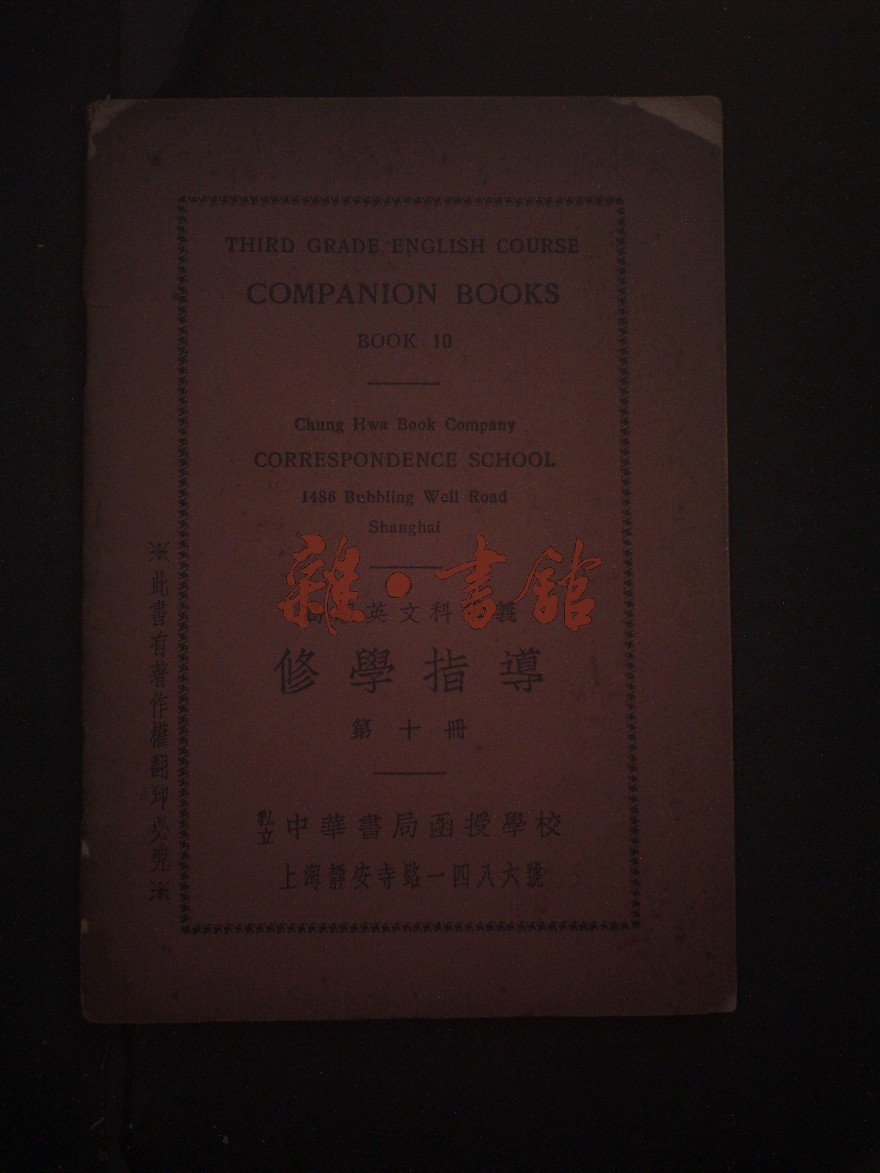 THIRD GRADE ENGLISH COURSE
COMPANION BOOKS
BOOK 10
Chung Hwa Book Company
CORRESPONDENCE SCHOOL
1486 Bubbling Well Road
Shanghai
雜·書館
英文科 義
修學指導
第十冊
私立中華書局函授學校
上海靜安寺路一四八六號
※此書有著作權翻印必究※